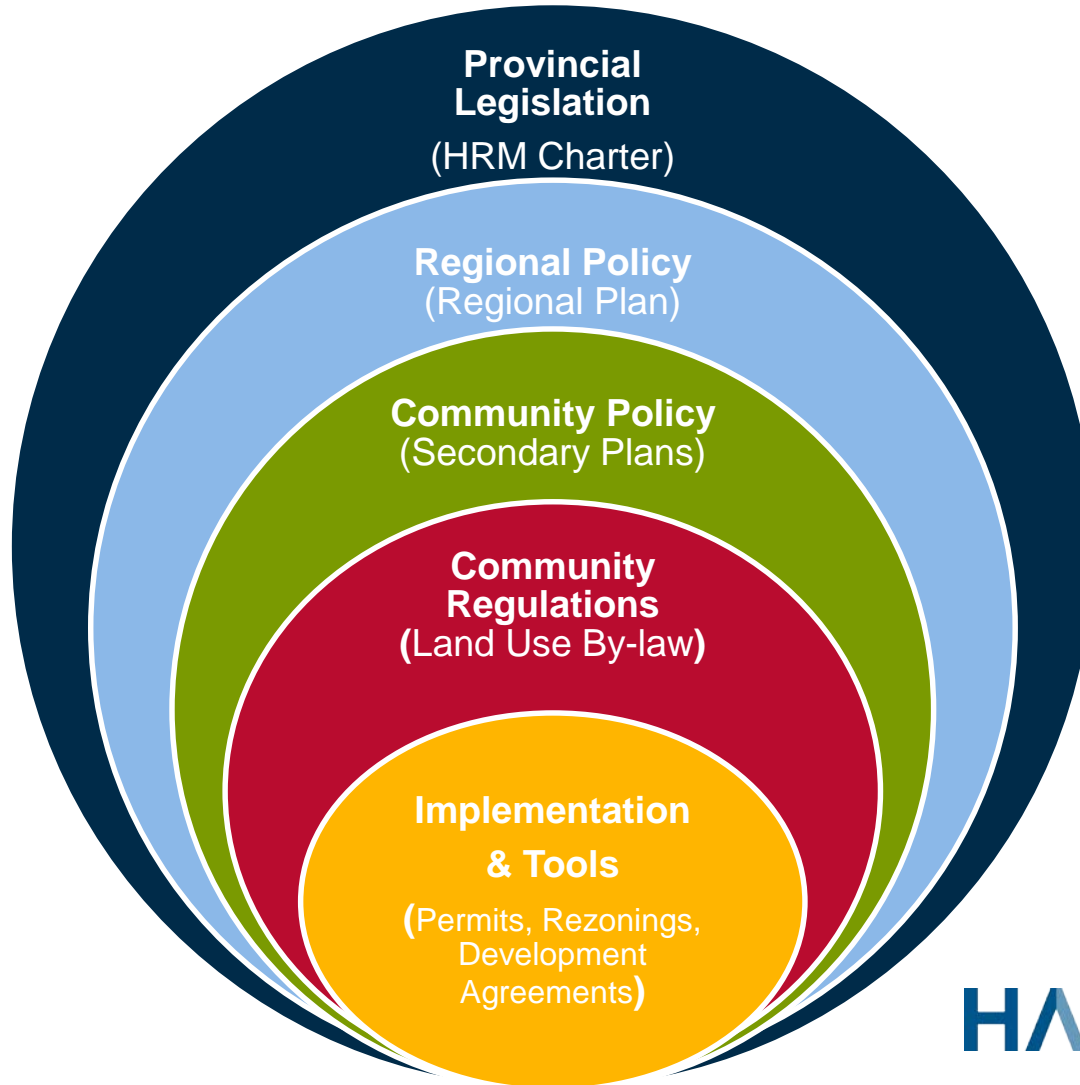 Provincial
Legislation
(HRM Charter)
Regional Policy
(Regional Plan)
Community Policy
(Secondary Plans)
Community
Regulations
(Land Use By-law)
Implementation
& Tools
(Permits, Rezonings,
Development
Agreements)